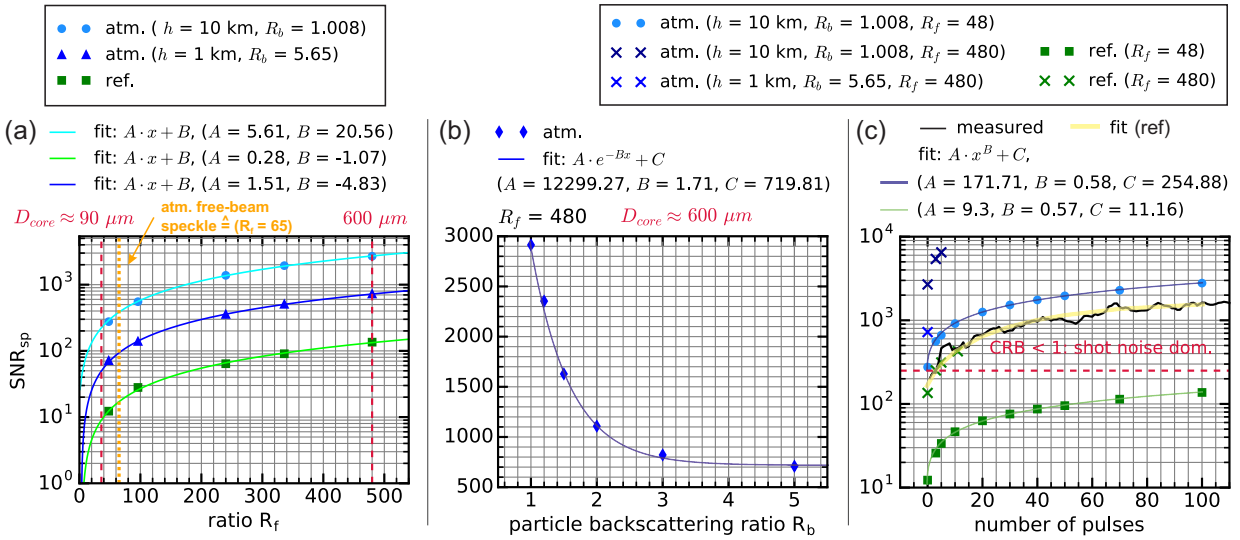 atm. ( h = 10 km, R_b = 1.008)
atm. (h = 1 km, R_b = 5.65)
ref.
atm. (h = 10 km, R_b = 1.008, R_f = 48)
atm. (h = 10 km, R_b = 1.008, R_f = 480)
atm. (h = 1 km, R_b = 5.65, R_f = 480)
ref. (R_f = 48)
ref. (R_f = 480)
(a)
fit: A · x + B, (A = 5.61, B = 20.56)
fit: A · x + B, (A = 0.28, B = -1.07)
fit: A · x + B, (A = 1.51, B = -4.83)
D_core ≈ 90 μm
atm. free-beam
speckle ≙ (R_f = 65)
600 μm
SNR_sp
10^3
10^2
10^1
10^0
0 100 200 300 400 500
ratio R_f
(b)
atm.
fit: A · e^{-Bx} + C
(A = 12299.27, B = 1.71, C = 719.81)
R_f = 480
D_core ≈ 600 μm
3000
2500
2000
1500
1000
900
800
700
600
500
1 2 3 4 5
particle backscattering ratio R_b
(c)
measured
fit (ref)
fit: A · x^B + C,
(A = 171.71, B = 0.58, C = 254.88)
(A = 9.3, B = 0.57, C = 11.16)
10^4
10^3
10^2
10^1
CRB < 1: shot noise dom.
0 20 40 60 80 100
number of pulses